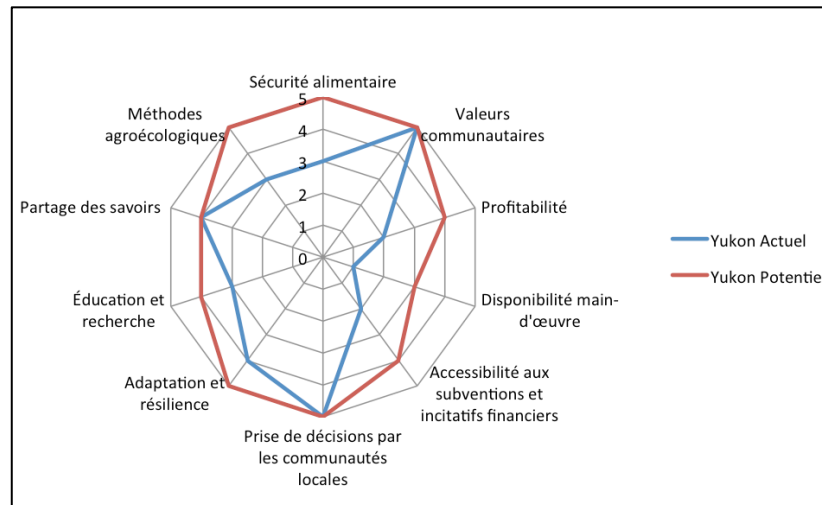 Sécurité alimentaire
5
4
3
2
1
0
Valeurs
communautaires
Profitabilité
Disponibilité main-
d'œuvre
Accessibilité aux
subventions et
incitatifs financiers
Prise de décisions par
les communautés
locales
Adaptation et
résilience
Éducation et
recherche
Partage des savoirs
Méthodes
agroécologiques
Yukon Actuel
Yukon Potentie